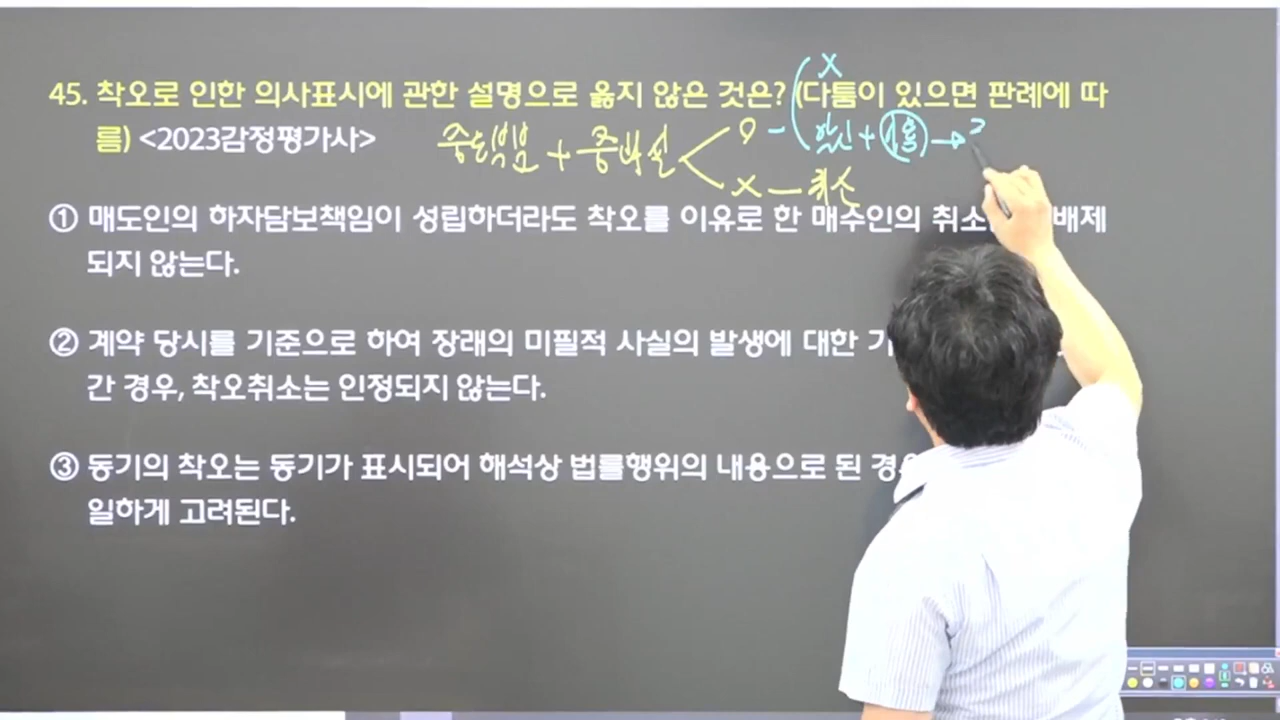 45. 착오로 인한 의사표시에 관한 설명으로 옳지 않은 것은? (다툼이 있으면 판례에 따
름) <2023감정평가사>
X
중 + 중
X — 취소
① 매도인의 하자담보책임이 성립하더라도 착오를 이유로 한 매수인의 취소 배제
되지 않는다.
② 계약 당시를 기준으로 하여 장래의 미필적 사실의 발생에 대한
간 경우, 착오취소는 인정되지 않는다.
③ 동기의 착오는 동기가 표시되어 해석상 법률행위의 내용으로 된
일하게 고려된다.